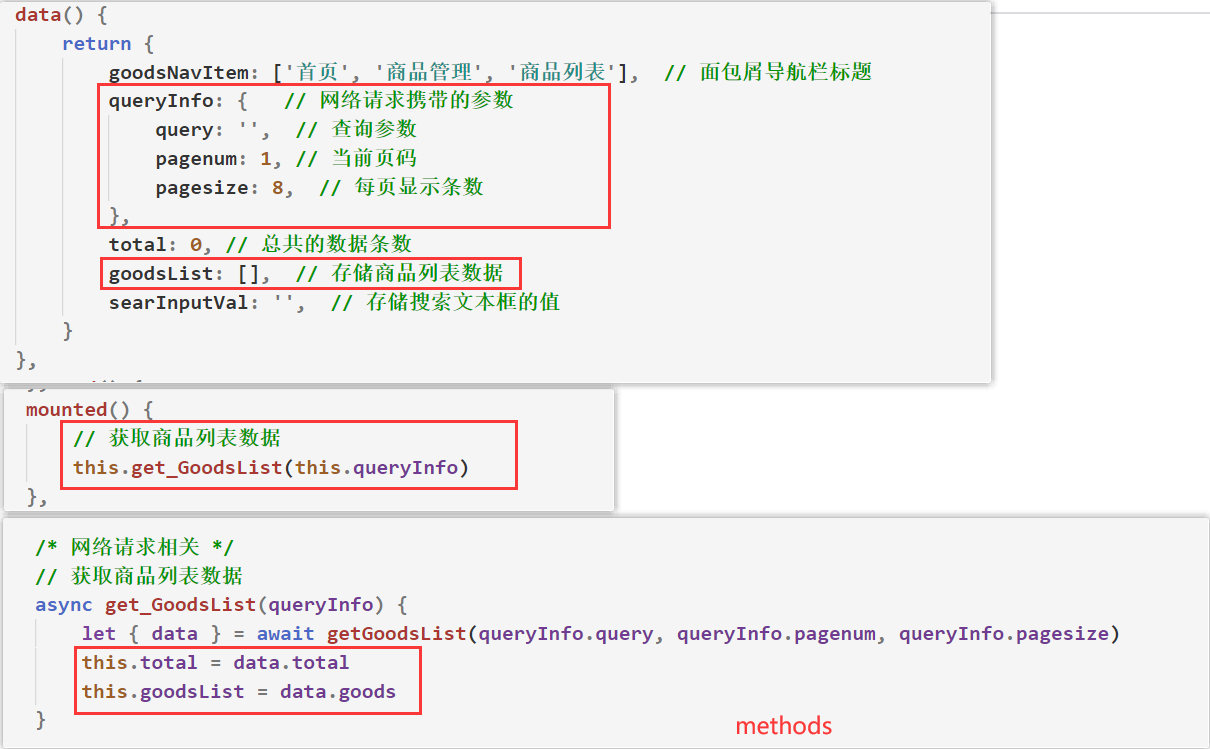 data() {
return {
goodsNavItem: ['首页', '商品管理', '商品列表'], // 面包屑导航栏标题
queryInfo: { // 网络请求携带的参数
query: '', // 查询参数
pagenum: 1, // 当前页码
pagesize: 8, // 每页显示条数
},
total: 0, // 总共的数据条数
goodsList: [], // 存储商品列表数据
searInputVal: '', // 存储搜索文本框的值
}
},
mounted() {
// 获取商品列表数据
this.get_GoodsList(this.queryInfo)
},
/* 网络请求相关 */
// 获取商品列表数据
async get_GoodsList(queryInfo) {
let { data } = await getGoodsList(queryInfo.query, queryInfo.pagenum, queryInfo.pagesize)
this.total = data.total
this.goodsList = data.goods
}
methods